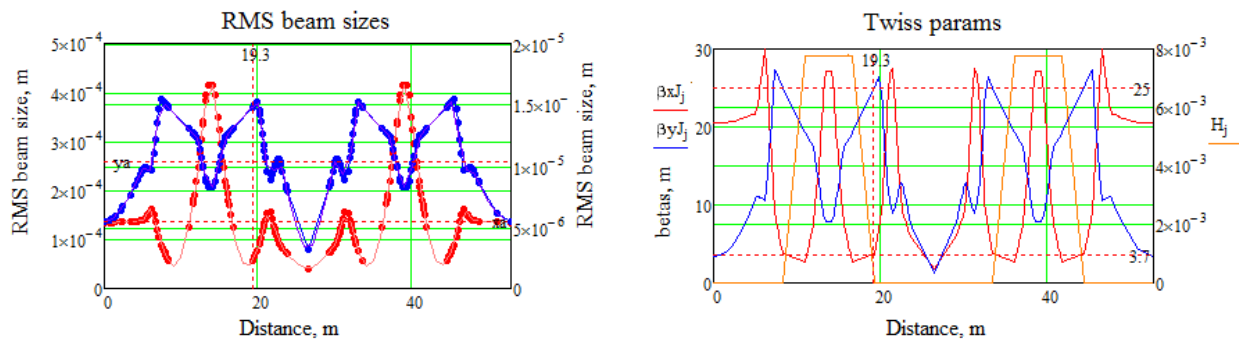 RMS beam sizes
5×10⁻⁴
4×10⁻⁴
3×10⁻⁴
2×10⁻⁴
1×10⁻⁴
0
RMS beam size, m
19.3
ya
xa
2×10⁻⁵
1.5×10⁻
1×10⁻⁵
5×10⁻⁶
0
RMS beam size, m
0
20
40
Distance, m
Twiss params
30
20
10
0
βxJⱼ
βyJⱼ
betas, m
19.3
25
3.7
8×10⁻³
6×10⁻³
4×10⁻³
2×10⁻³
0
Hⱼ
0
20
40
Distance, m